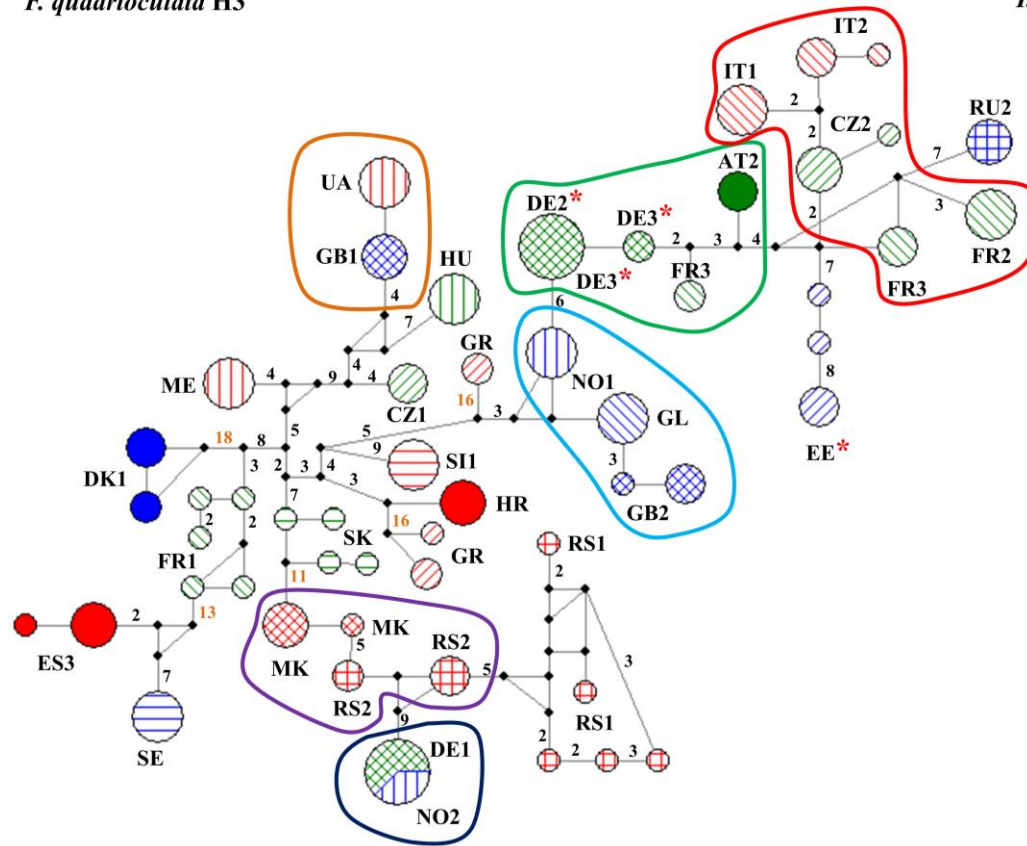 F. quadrioculata H3
IT2
IT1
2
CZ2
RU2
2
7
AT2
UA
DE2*
DE3*
3
2
FR2
GB1
HU
2
3
4
DE3*
FR3
FR3
7
4
6
7
GR
8
4
ME
4
9
4
NO1
CZ1
16
GL
EE*
3
5
5
9
SI1
3
18
8
DK1
2
3
4
3
3
HR
GB2
7
2
2
SK
16
GR
RS1
FR1
11
2
13
MK
ES3
2
5
RS2
3
MK
5
7
RS2
RS1
9
SE
DE1
2
2
3
NO2